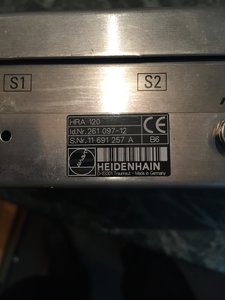 S1
S2
HRA 120
Id.Nr. 261 097-12
S.Nr. 11 691 257 A
CE
B6
HEIDENHAIN
D-83301 Traunreut · Made in Germany